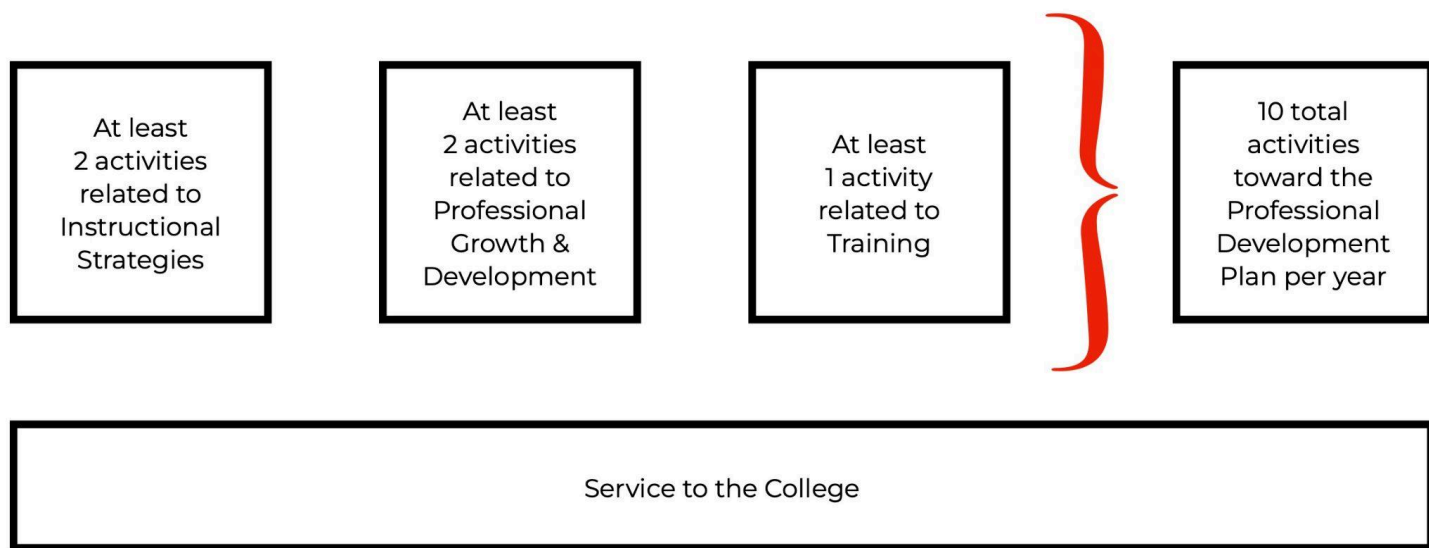 At least
2 activities
related to
Instructional
Strategies
At least
2 activities
related to
Professional
Growth &
Development
At least
1 activity
related to
Training
10 total
activities
toward the
Professional
Development
Plan per year
Service to the College